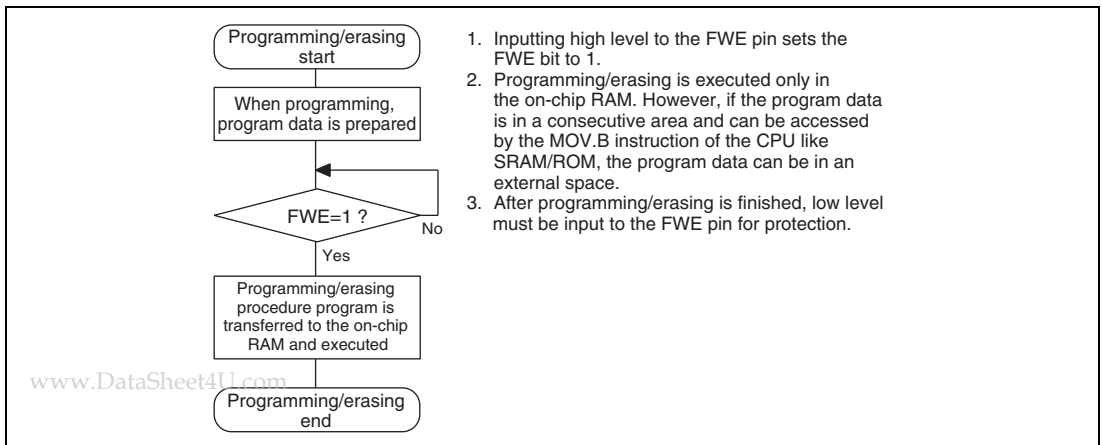 Programming/erasing
start
When programming,
program data is prepared
FWE=1 ?
No
Yes
Programming/erasing
procedure program is
transferred to the on-chip
RAM and executed
Programming/erasing
end
1. Inputting high level to the FWE pin sets the
FWE bit to 1.
2. Programming/erasing is executed only in
the on-chip RAM. However, if the program data
is in a consecutive area and can be accessed
by the MOV.B instruction of the CPU like
SRAM/ROM, the program data can be in an
external space.
3. After programming/erasing is finished, low level
must be input to the FWE pin for protection.
www.DataSheet4U.com